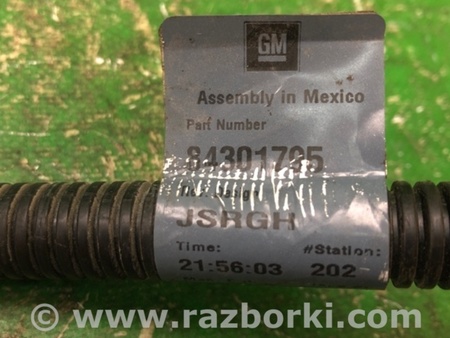 GM
Assembly in Mexico
Part Number
84301795
JSRGH
Time: #Station:
21:56:03 202
© www.razborki.com